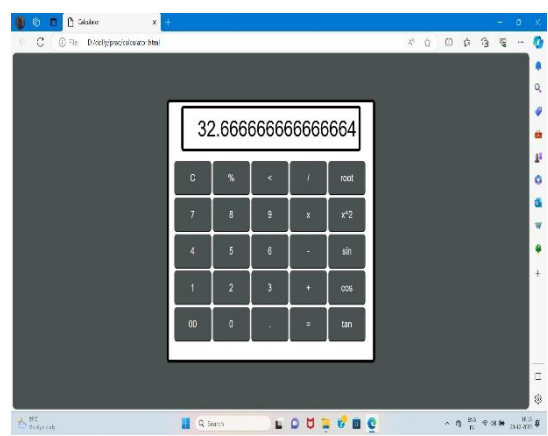 Calculator
File
32.666666666666664
C % < / root
7 8 9 x x^2
4 5 6 - sin
1 2 3 + cos
00 0 . = tan
Search